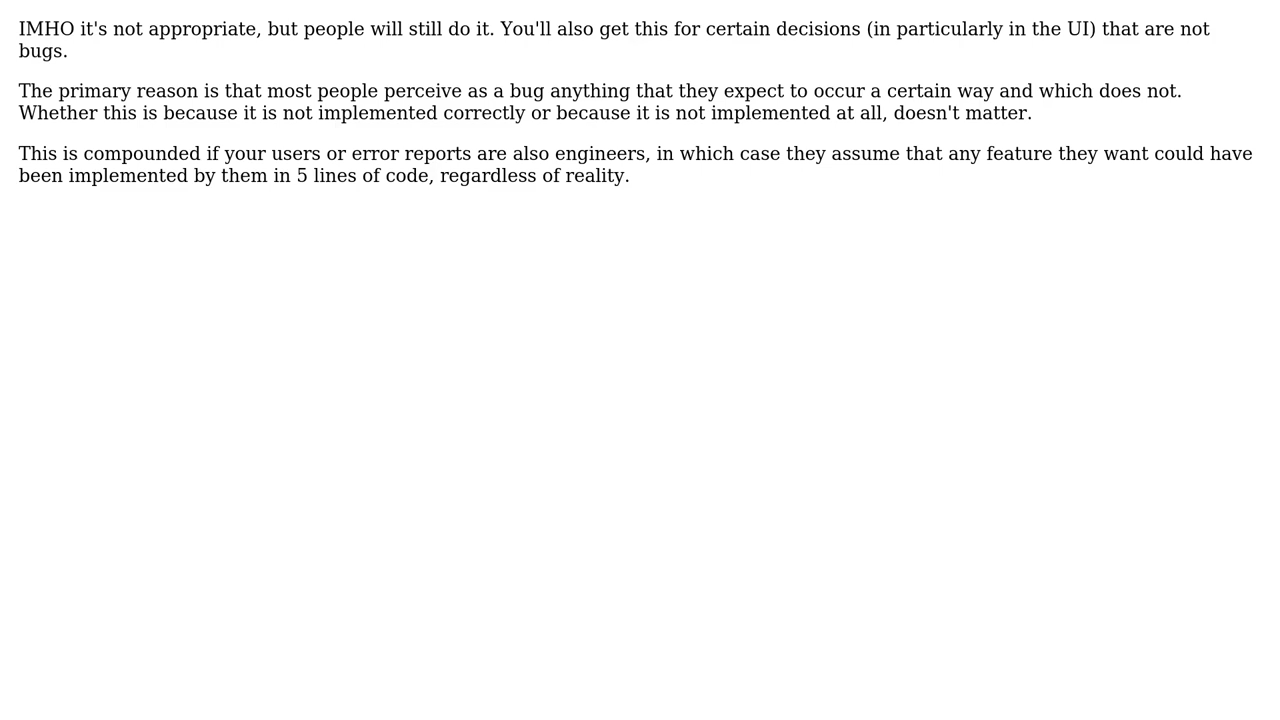 IMHO it's not appropriate, but people will still do it. You'll also get this for certain decisions (in particularly in the UI) that are not
bugs.
The primary reason is that most people perceive as a bug anything that they expect to occur a certain way and which does not.
Whether this is because it is not implemented correctly or because it is not implemented at all, doesn't matter.
This is compounded if your users or error reports are also engineers, in which case they assume that any feature they want could have
been implemented by them in 5 lines of code, regardless of reality.